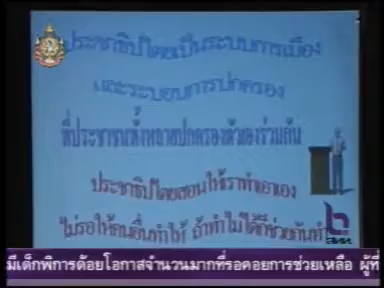 ประชาธิปไตยเป็นระบบการเมือง
และระบอบการปกครอง
ที่ประชาชนทั้งหลายปกครองตัวเองร่วมกัน
ประชาธิปไตยสอนให้เราทำเอาเอง
ไม่รอให้คนอื่นทำให้ ถ้าทำไม่ได้ก็ช่วยกันทำ
มีเด็กพิการด้อยโอกาสจำนวนมากที่รอคอยการช่วยเหลือ ผู้ที่